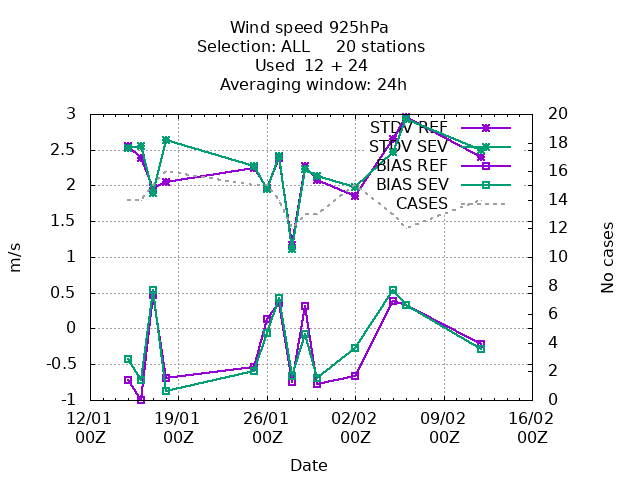 Wind speed 925hPa
Selection: ALL 20 stations
Used 12 + 24
Averaging window: 24h
3
2.5
2
1.5
1
0.5
0
-0.5
-1
m/s
20
18
16
14
12
10
8
6
4
2
0
No cases
STDV REF
STDV SEV
BIAS REF
BIAS SEV
CASES
12/01 19/01 26/01 02/02 09/02 16/02
00Z 00Z 00Z 00Z 00Z 00Z
Date